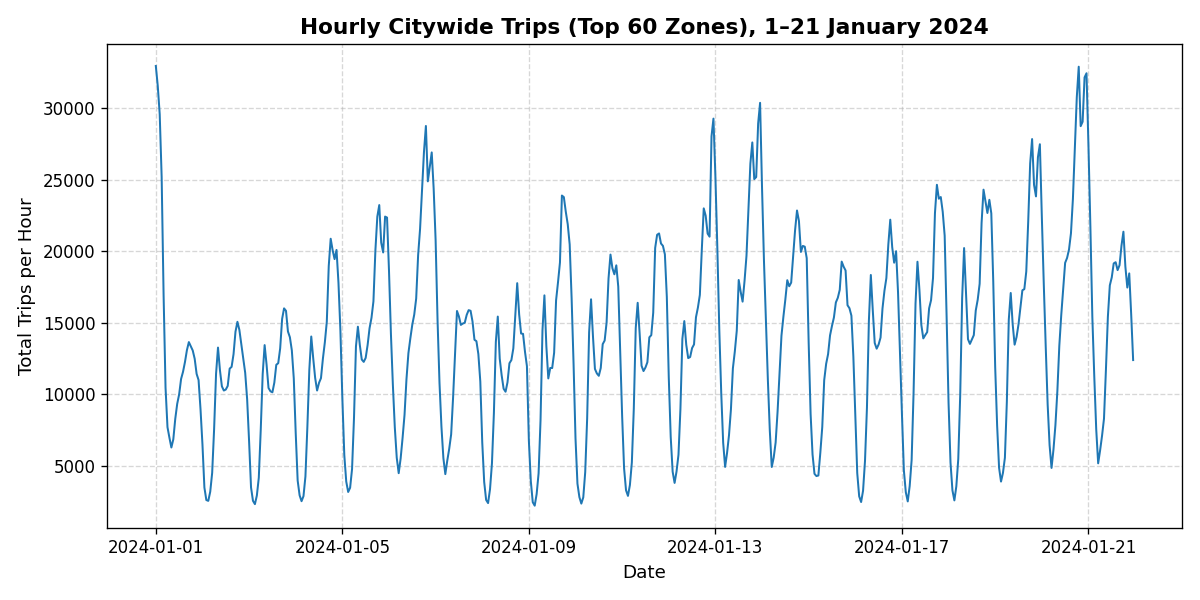 Hourly Citywide Trips (Top 60 Zones), 1–21 January 2024
Total Trips per Hour
30000
25000
20000
15000
10000
5000
2024-01-01 2024-01-05 2024-01-09 2024-01-13 2024-01-17 2024-01-21
Date